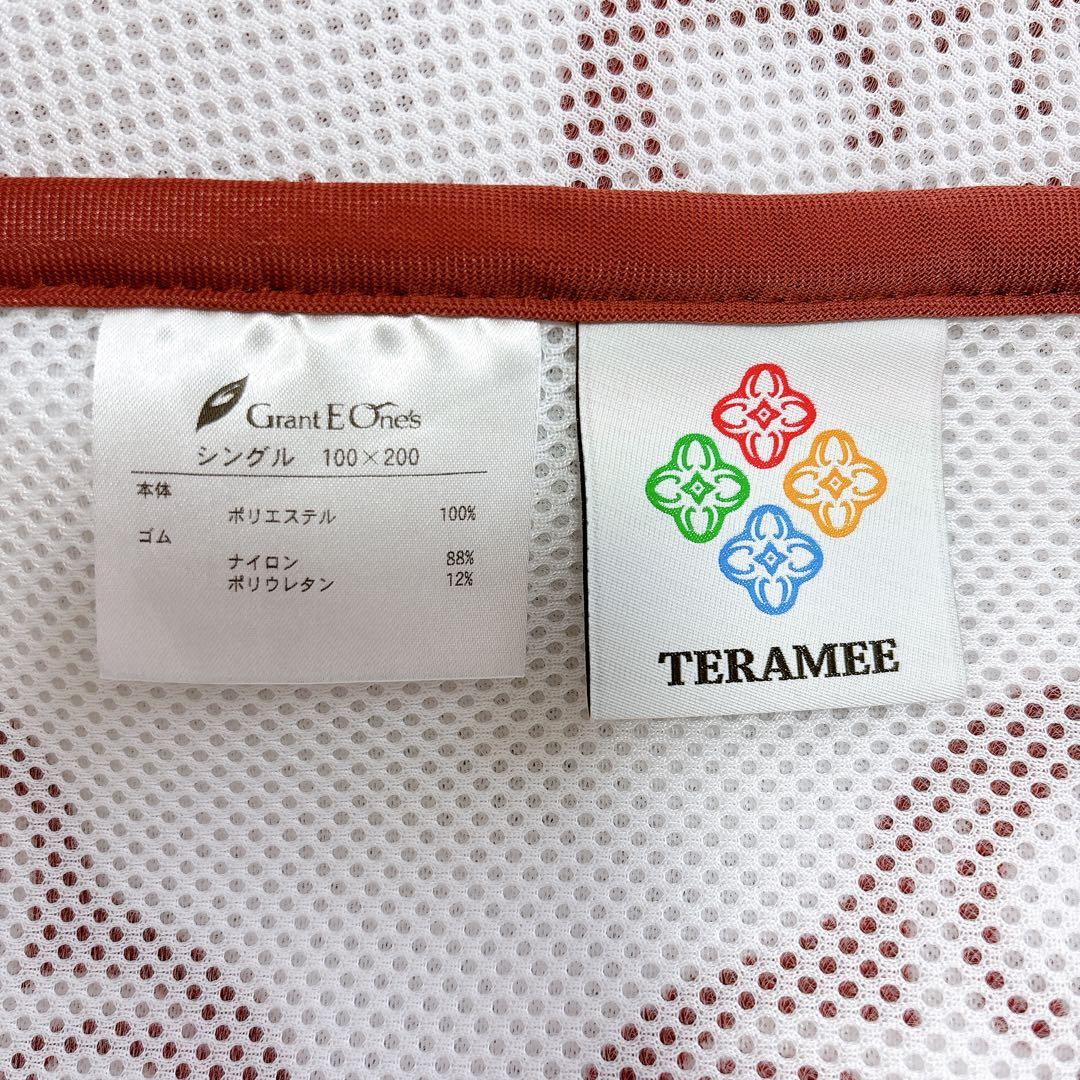 Grant E One's
シングル 100×200
本体
ポリエステル 100%
ゴム
ナイロン 88%
ポリウレタン 12%
TERAMEE